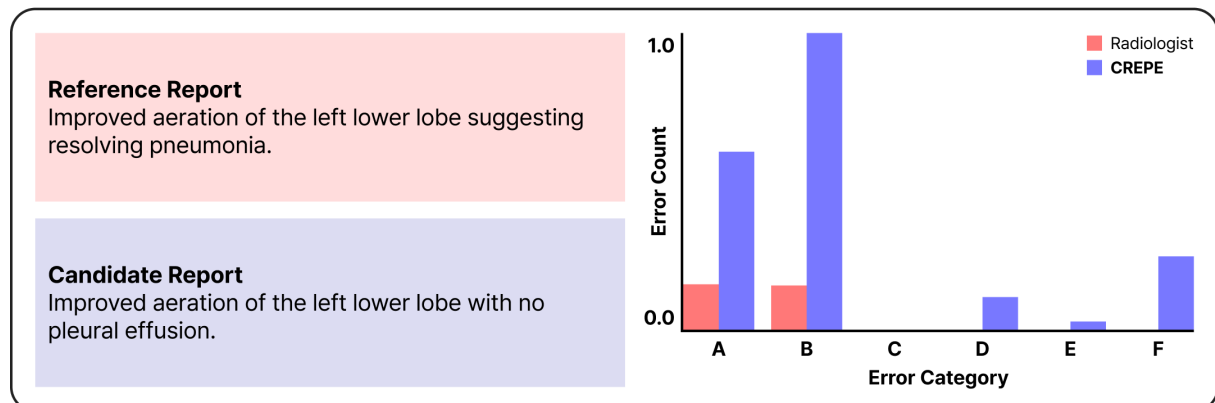 Reference Report
Improved aeration of the left lower lobe suggesting
resolving pneumonia.
Candidate Report
Improved aeration of the left lower lobe with no
pleural effusion.
1.0
0.0
Error Count
Radiologist
CREPE
A B C D E F
Error Category